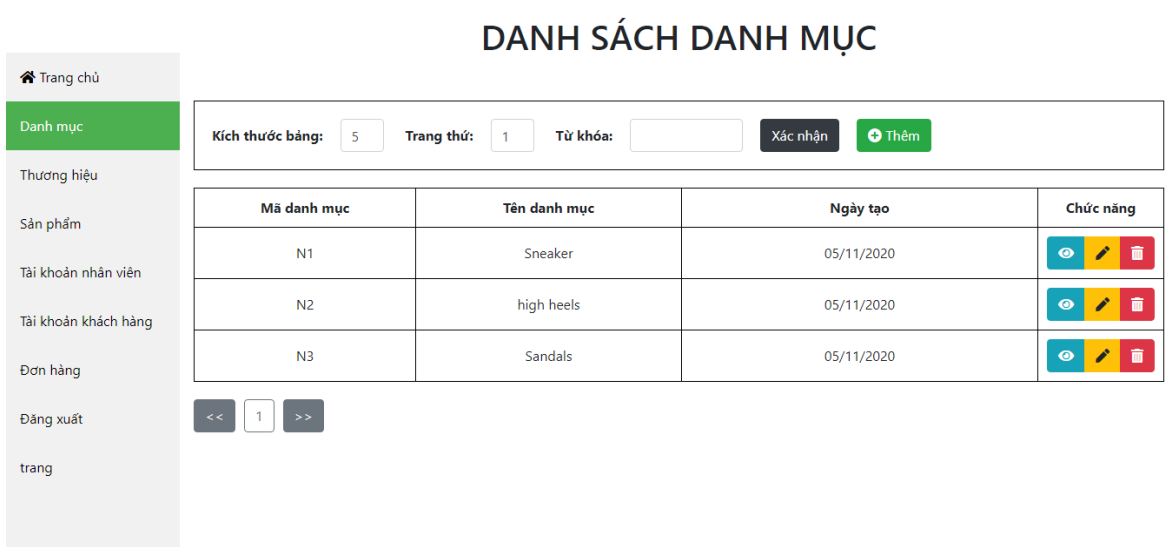 DANH SÁCH DANH MỤC
Trang chủ
Danh mục
Thương hiệu
Sản phẩm
Tài khoản nhân viên
Tài khoản khách hàng
Đơn hàng
Đăng xuất
trang
Kích thước bảng: 5 Trang thứ: 1 Từ khóa: Xác nhận Thêm
Mã danh mục Tên danh mục Ngày tạo Chức năng
N1 Sneaker 05/11/2020
N2 high heels 05/11/2020
N3 Sandals 05/11/2020
<< 1 >>